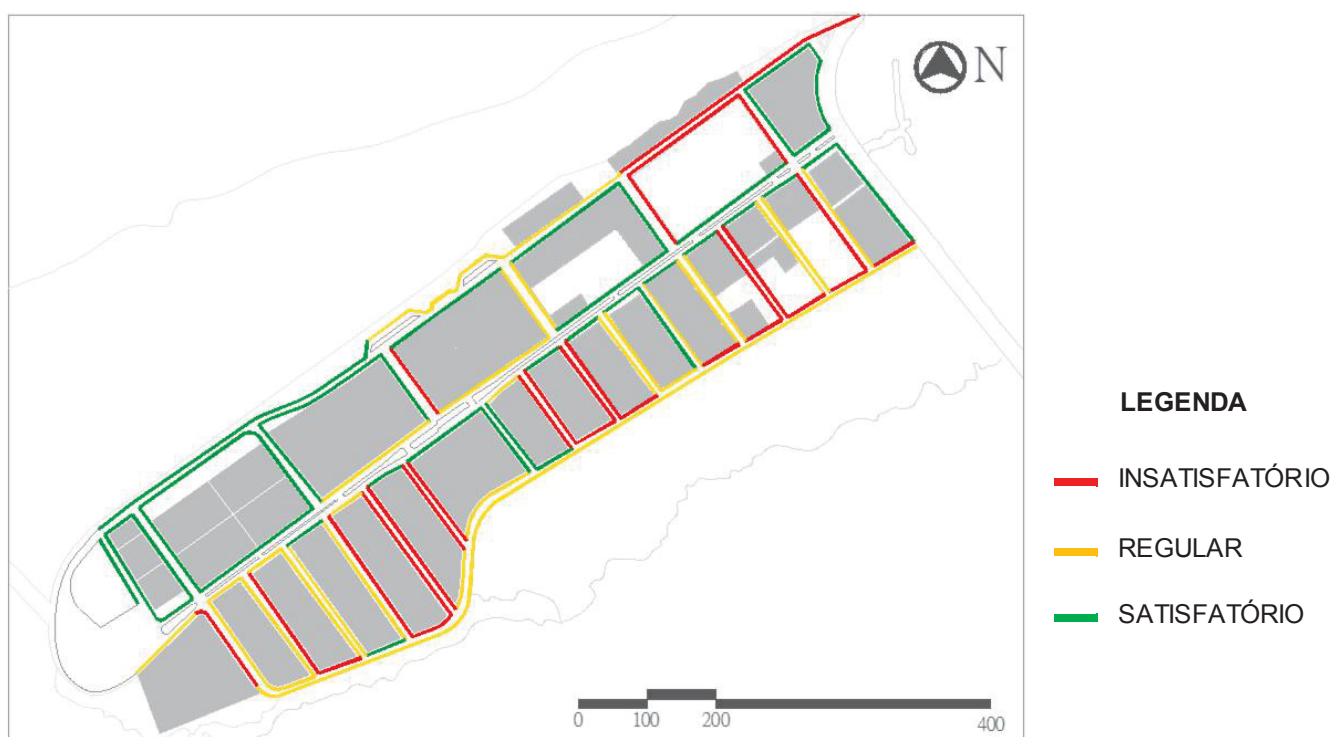 N
LEGENDA
INSATISFATÓRIO
REGULAR
SATISFATÓRIO
0 100 200 400